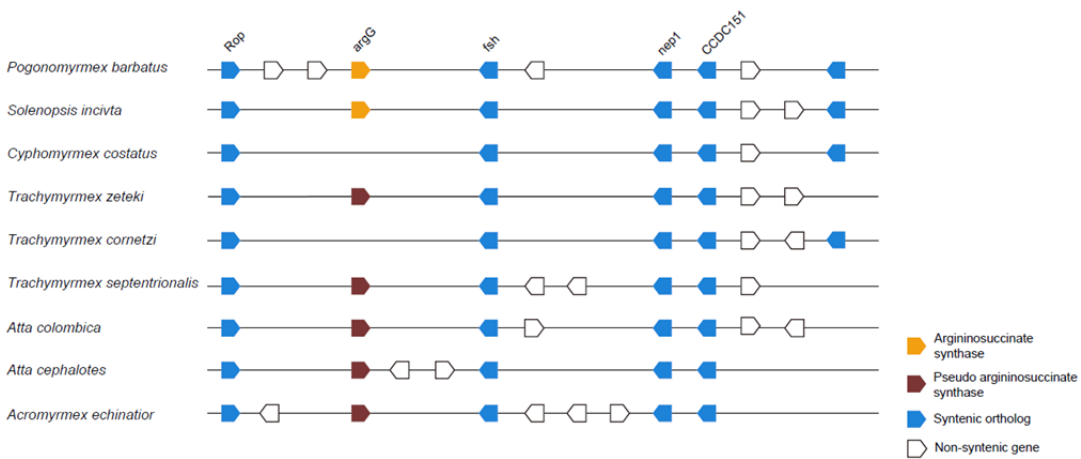 Rop argG fsh nep1 CCDC151
Pogonomyrmex barbatus
Solenopsis incivta
Cyphomyrmex costatus
Trachymyrmex zeteki
Trachymyrmex cornetzi
Trachymyrmex septentrionalis
Atta colombica
Atta cephalotes
Acromyrmex echinatior
Argininosuccinate
synthase
Pseudo argininosuccinate
synthase
Syntenic ortholog
Non-syntenic gene